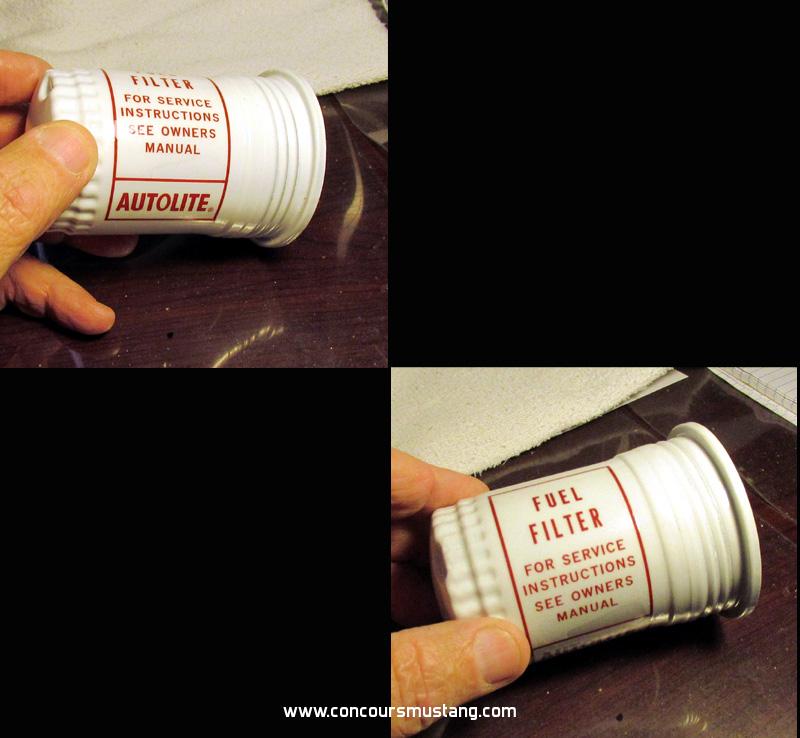 FILTER
FOR SERVICE
INSTRUCTIONS
SEE OWNERS
MANUAL
AUTOLITE
FUEL
FILTER
FOR SERVICE
INSTRUCTIONS
SEE OWNERS
MANUAL
www.concoursmustang.com